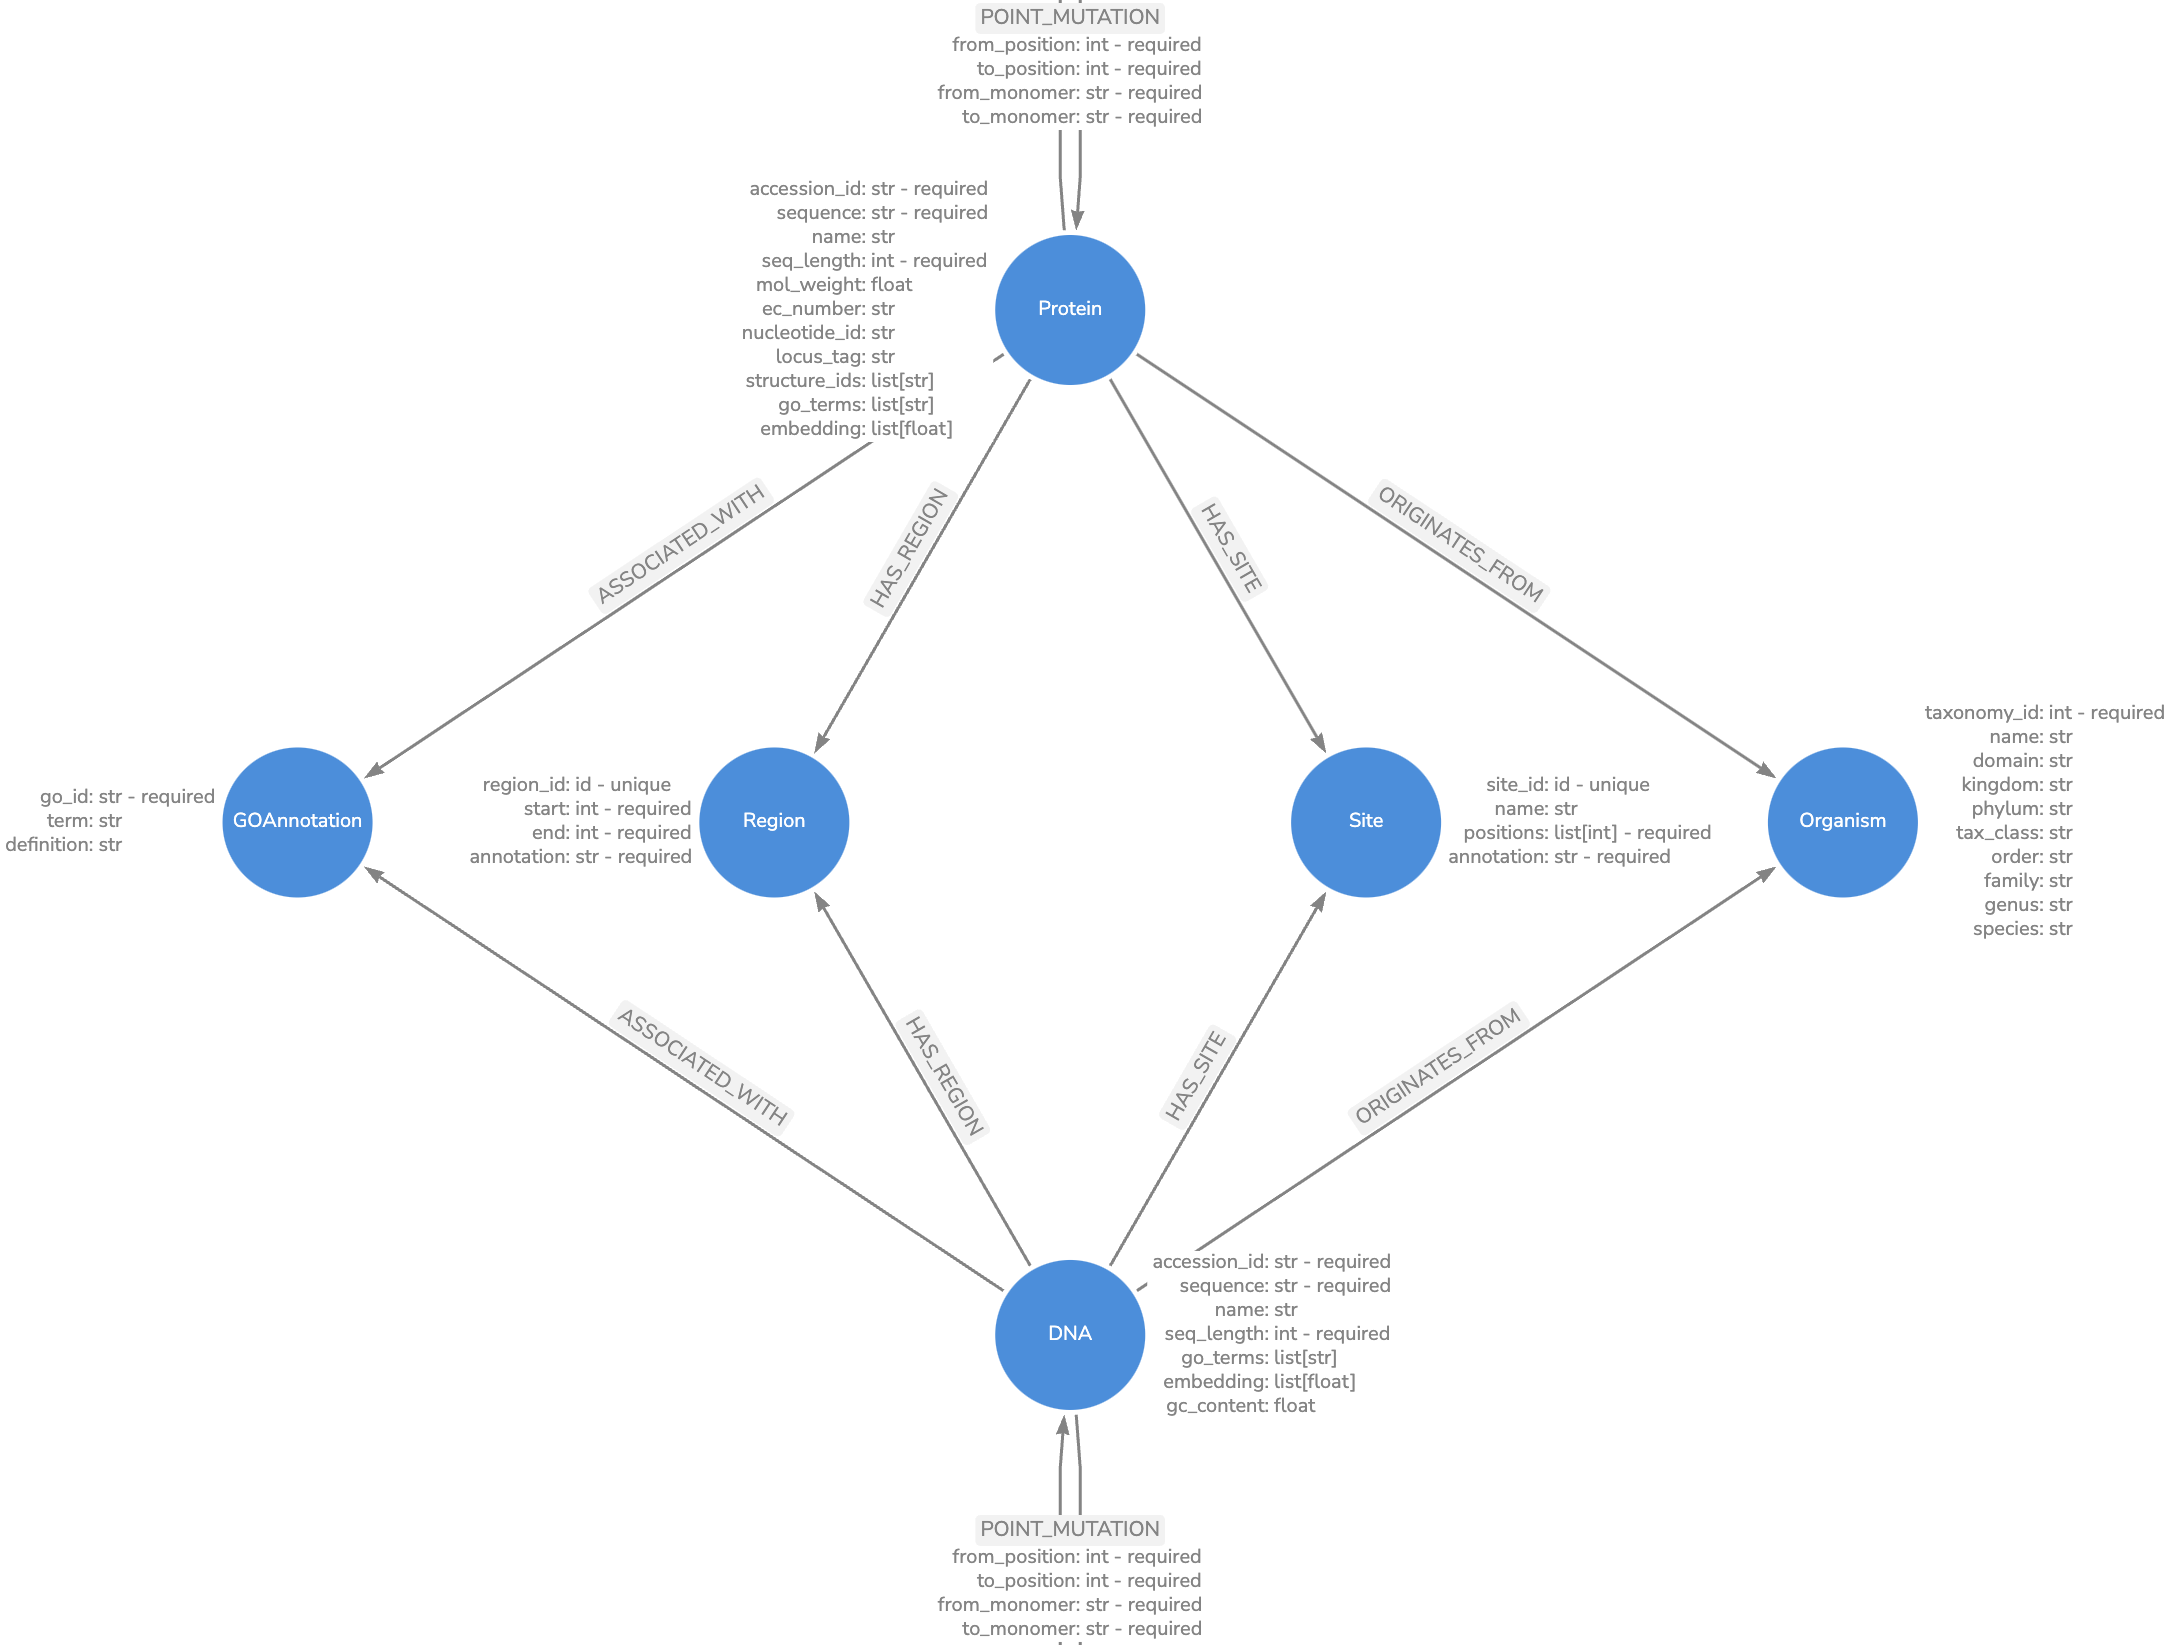 POINT_MUTATION
from_position: int - required
to_position: int - required
from_monomer: str - required
to_monomer: str - required
accession_id: str - required
sequence: str - required
name: str
seq_length: int - required
mol_weight: float
ec_number: str
nucleotide_id: str
locus_tag: str
structure_ids: list[str]
go_terms: list[str]
embedding: list[float]
Protein
ASSOCIATED_WITH
HAS_REGION
HAS_SITE
ORIGINATES_FROM
go_id: str - required
term: str
definition: str
GOAnnotation
region_id: id - unique
start: int - required
end: int - required
annotation: str - required
Region
Site
site_id: id - unique
name: str
positions: list[int] - required
annotation: str - required
Organism
taxonomy_id: int - required
name: str
domain: str
kingdom: str
phylum: str
tax_class: str
order: str
family: str
genus: str
species: str
ASSOCIATED_WITH
HAS_REGION
HAS_SITE
ORIGINATES_FROM
DNA
accession_id: str - required
sequence: str - required
name: str
seq_length: int - required
go_terms: list[str]
embedding: list[float]
gc_content: float
POINT_MUTATION
from_position: int - required
to_position: int - required
from_monomer: str - required
to_monomer: str - required